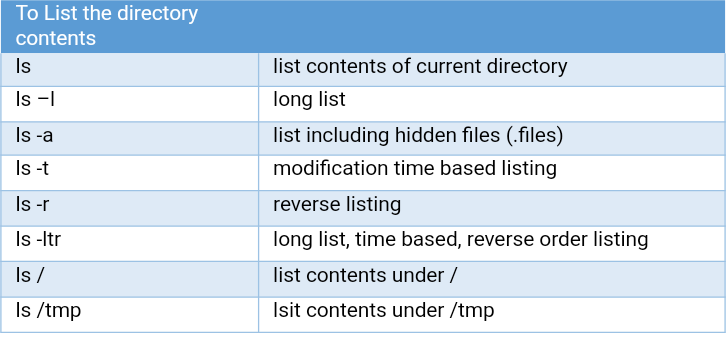 To List the directory
contents
ls list contents of current directory
ls –l long list
ls -a list including hidden files (.files)
ls -t modification time based listing
ls -r reverse listing
ls -ltr long list, time based, reverse order listing
ls / list contents under /
ls /tmp lsit contents under /tmp